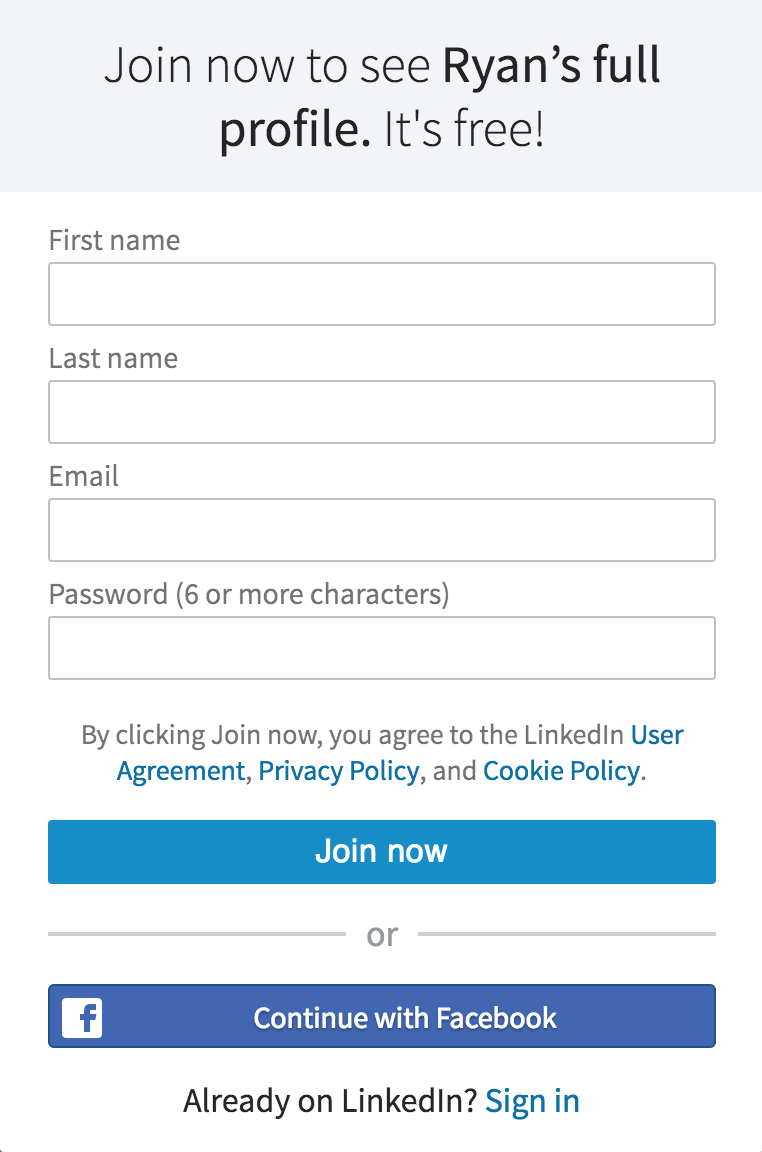 Join now to see Ryan’s full
profile. It's free!
First name
Last name
Email
Password (6 or more characters)
By clicking Join now, you agree to the LinkedIn User
Agreement, Privacy Policy, and Cookie Policy.
Join now
or
Continue with Facebook
Already on LinkedIn? Sign in